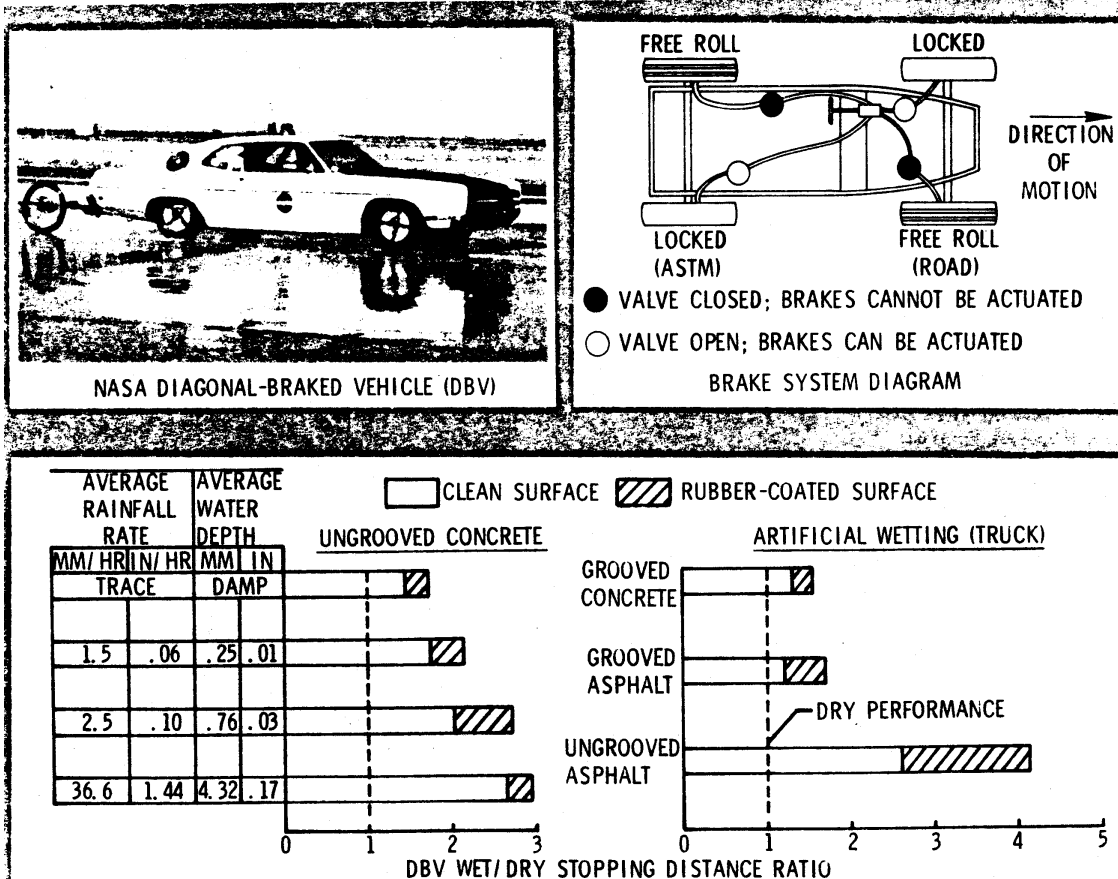 NASA DIAGONAL-BRAKED VEHICLE (DBV)
FREE ROLL
LOCKED
DIRECTION
OF
MOTION
LOCKED
(ASTM)
FREE ROLL
(ROAD)
VALVE CLOSED; BRAKES CANNOT BE ACTUATED
VALVE OPEN; BRAKES CAN BE ACTUATED
BRAKE SYSTEM DIAGRAM
AVERAGE RAINFALL RATE
AVERAGE WATER DEPTH
MM/HR IN/HR MM IN
TRACE DAMP
1.5 .06 .25 .01
2.5 .10 .76 .03
36.6 1.44 4.32 .17
CLEAN SURFACE
RUBBER-COATED SURFACE
UNGROOVED CONCRETE
0 1 2 3
ARTIFICIAL WETTING (TRUCK)
GROOVED
CONCRETE
GROOVED
ASPHALT
DRY PERFORMANCE
UNGROOVED
ASPHALT
0 1 2 3 4 5
DBV WET/DRY STOPPING DISTANCE RATIO